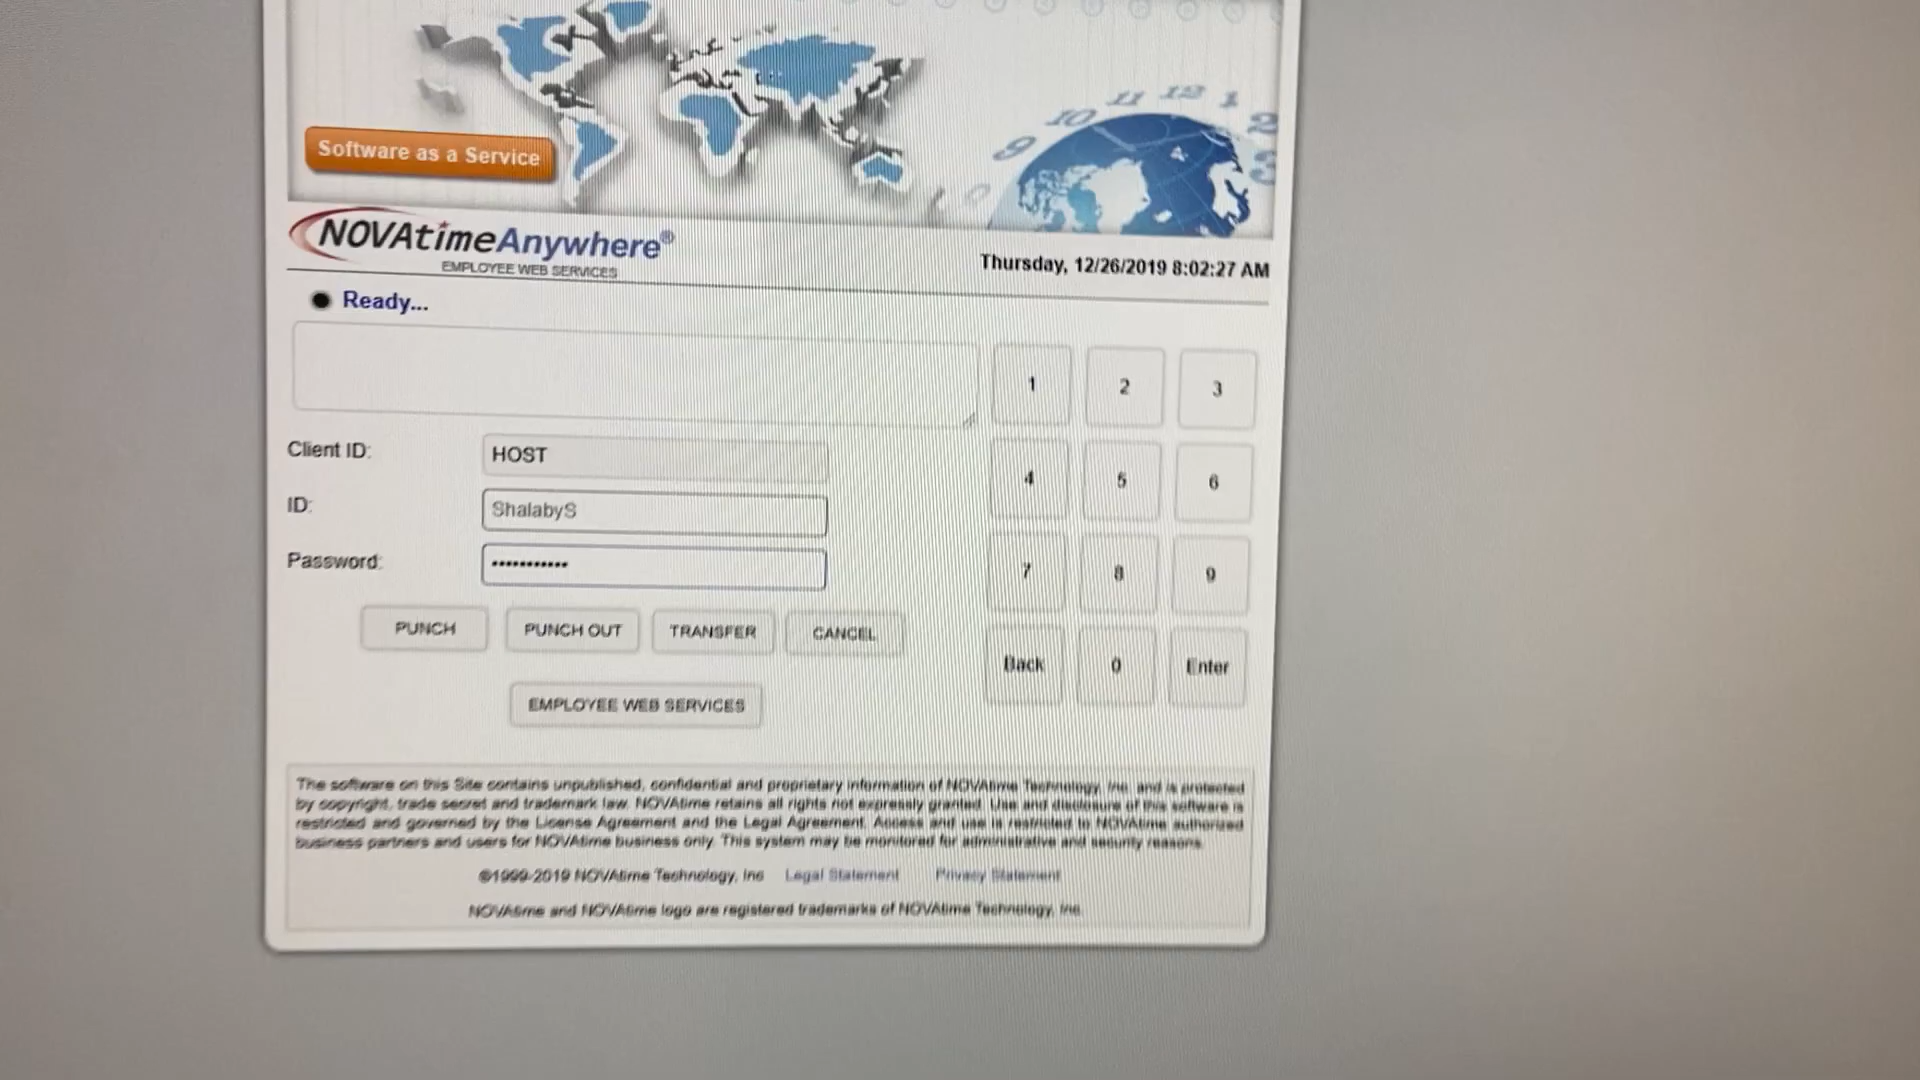 11 12 1
10 2
9 3
Software as a Service
NOVAtimeAnywhere®
EMPLOYEE WEB SERVICES
Thursday, 12/26/2019 8:02:27 AM
Ready...
1 2 3
Client ID: HOST
4 5 6
ID: ShalabyS
Password: •••••••••••
7 8 9
PUNCH PUNCH OUT TRANSFER CANCEL
Back 0 Enter
EMPLOYEE WEB SERVICES
The software on this Site contains unpublished, confidential and proprietary information of NOVAtime Technology, Inc. and is protected
by copyright, trade secret and trademark law. NOVAtime retains all rights not expressly granted. Use and disclosure of this software is
restricted and governed by the License Agreement and the Legal Agreement. Access and use is restricted to NOVAtime authorized
business partners and users for NOVAtime business only. This system may be monitored for administrative and security reasons.
©1999-2019 NOVAtime Technology, Inc Legal Statement Privacy Statement
NOVAtime and NOVAtime logo are registered trademarks of NOVAtime Technology, Inc.